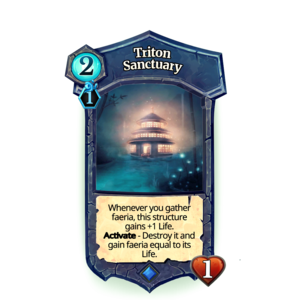 Triton
Sanctuary
2
1
Whenever you gather
faeria, this structure
gains +1 Life.
Activate - Destroy it and
gain faeria equal to its
Life.
1